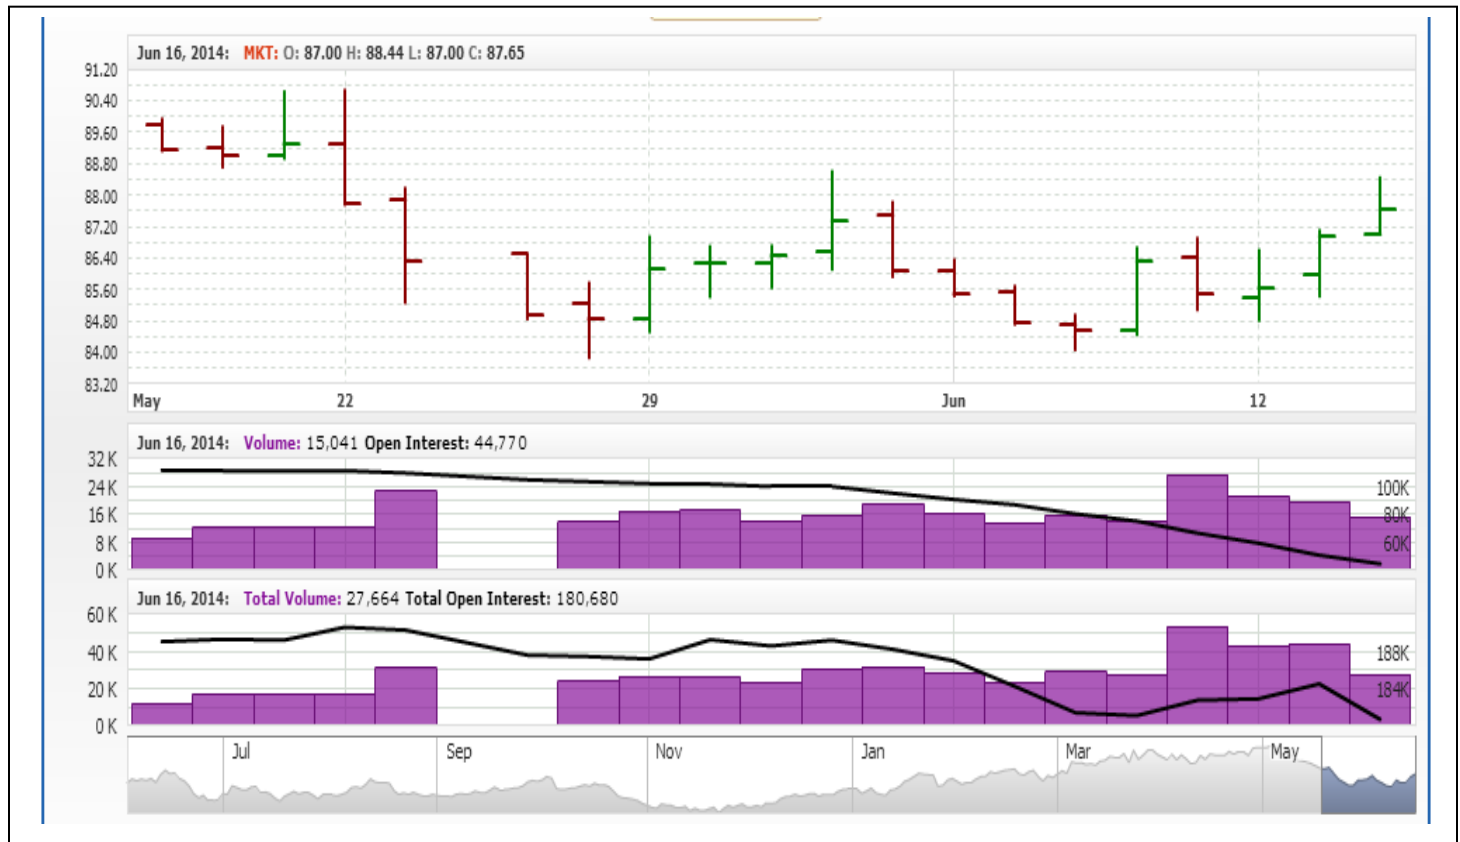 Jun 16, 2014: MKT: O: 87.00 H: 88.44 L: 87.00 C: 87.65
91.20
90.40
89.60
88.80
88.00
87.20
86.40
85.60
84.80
84.00
83.20
May 22 29 Jun 12
Jun 16, 2014: Volume: 15,041 Open Interest: 44,770
32 K
24 K 100K
16 K 80K
8 K 60K
0 K
Jun 16, 2014: Total Volume: 27,664 Total Open Interest: 180,680
60 K
40 K 188K
20 K 184K
0 K
Jul Sep Nov Jan Mar May